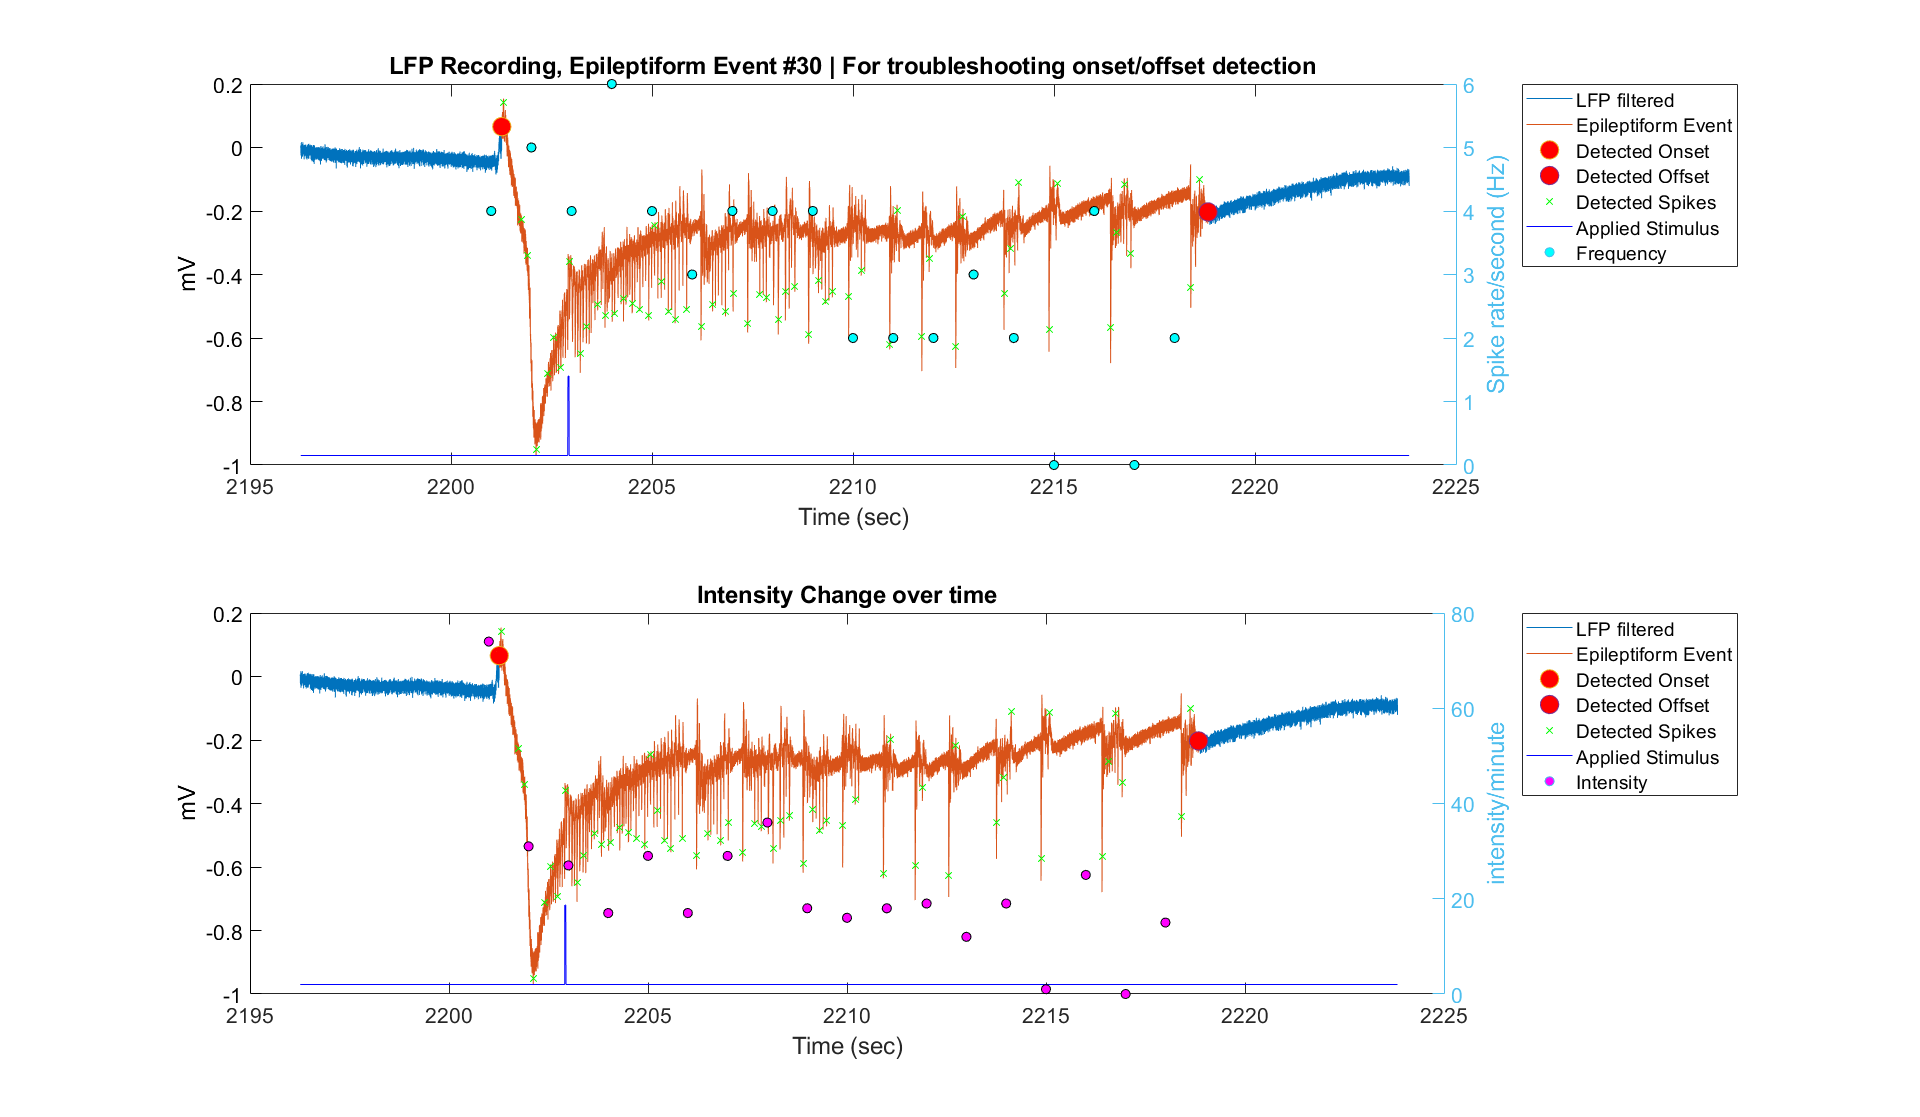 LFP Recording, Epileptiform Event #30 | For troubleshooting onset/offset detection
0.2
0
-0.2
-0.4
-0.6
-0.8
-1
mV
6
5
4
3
2
1
0
Spike rate/second (Hz)
2195
2200
2205
2210
2215
2220
2225
Time (sec)
LFP filtered
Epileptiform Event
Detected Onset
Detected Offset
Detected Spikes
Applied Stimulus
Frequency
Intensity Change over time
0.2
0
-0.2
-0.4
-0.6
-0.8
-1
mV
80
60
40
20
0
intensity/minute
2195
2200
2205
2210
2215
2220
2225
Time (sec)
LFP filtered
Epileptiform Event
Detected Onset
Detected Offset
Detected Spikes
Applied Stimulus
Intensity